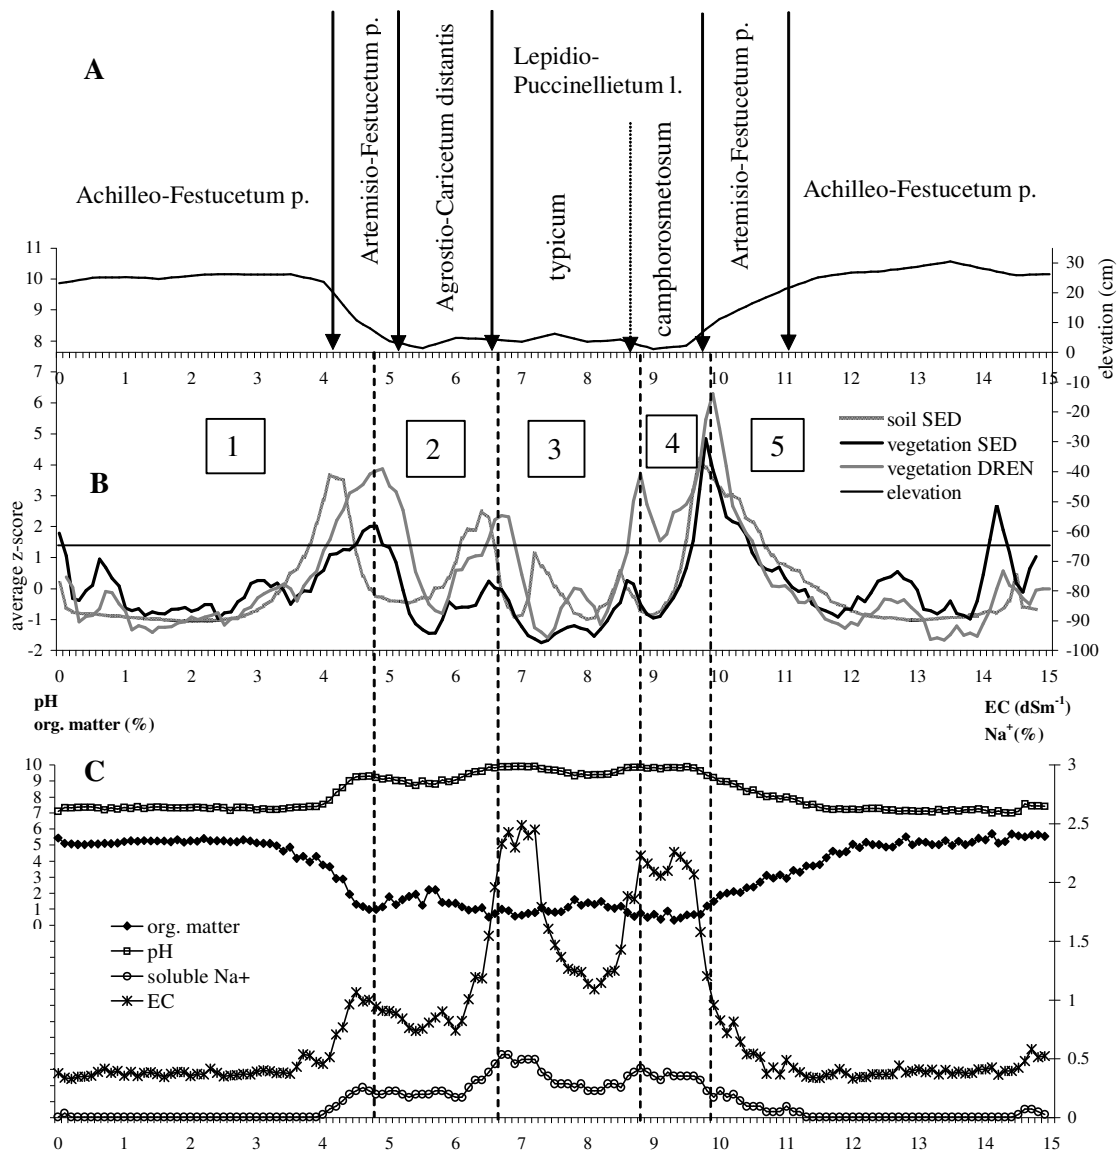 A
Achilleo-Festucetum p.
Artemisio-Festucetum p.
Agrostio-Caricetum distantis
Lepidio-
Puccinellietum l.
typicum
camphorosmetosum
Artemisio-Festucetum p.
Achilleo-Festucetum p.
11
10
9
8
30
20
10
0
elevation (cm)
0 1 2 3 4 5 6 7 8 9 10 11 12 13 14 15
B
7
6
5
4
3
2
1
0
-1
-2
average z-score
1 2 3 4 5
soil SED
vegetation SED
vegetation DREN
elevation
-10
-20
-30
-40
-50
-60
-70
-80
-90
-100
0 1 2 3 4 5 6 7 8 9 10 11 12 13 14 15
pH
org. matter (%)
EC (dSm-1)
Na+(%)
C
10
9
8
7
6
5
4
3
2
1
0
3
2.5
2
1.5
1
0.5
0
org. matter
pH
soluble Na+
EC
0 1 2 3 4 5 6 7 8 9 10 11 12 13 14 15